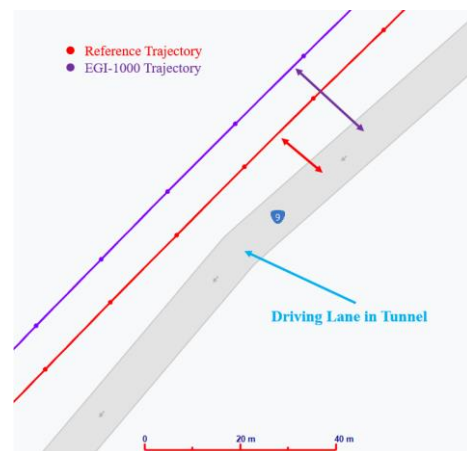 Reference Trajectory
EGI-1000 Trajectory
9
Driving Lane in Tunnel
0
20 m
40 m